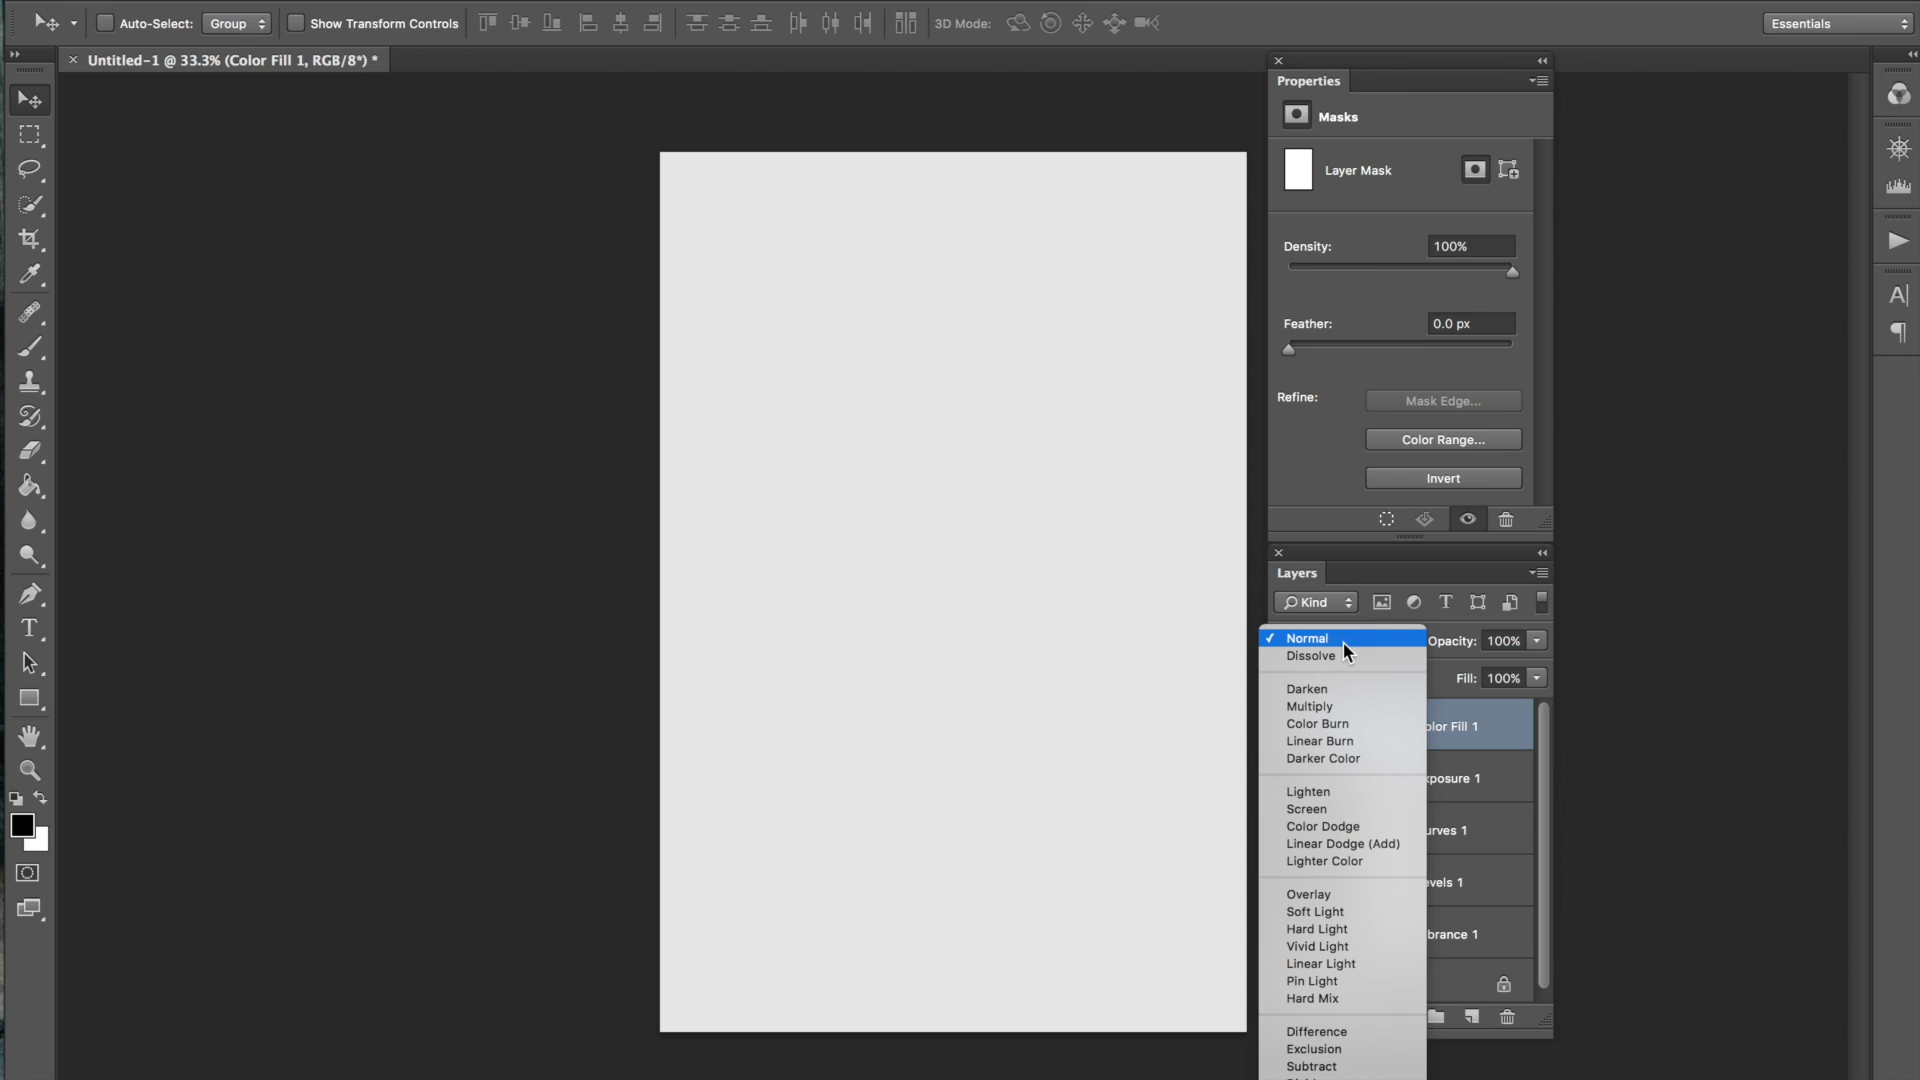 Auto-Select: Group Show Transform Controls 3D Mode: Essentials
Untitled-1 @ 33.3% (Color Fill 1, RGB/8*) *
Properties
Masks
Layer Mask
Density: 100%
Feather: 0.0 px
Refine: Mask Edge...
Color Range...
Invert
Layers
Kind
Normal
Opacity: 100%
Dissolve
Fill: 100%
Darken
Multiply
Color Burn
Linear Burn
Darker Color
Lighten
Screen
Color Dodge
Linear Dodge (Add)
Lighter Color
Overlay
Soft Light
Hard Light
Vivid Light
Linear Light
Pin Light
Hard Mix
Difference
Exclusion
Subtract
olor Fill 1
xposure 1
urves 1
evels 1
brance 1